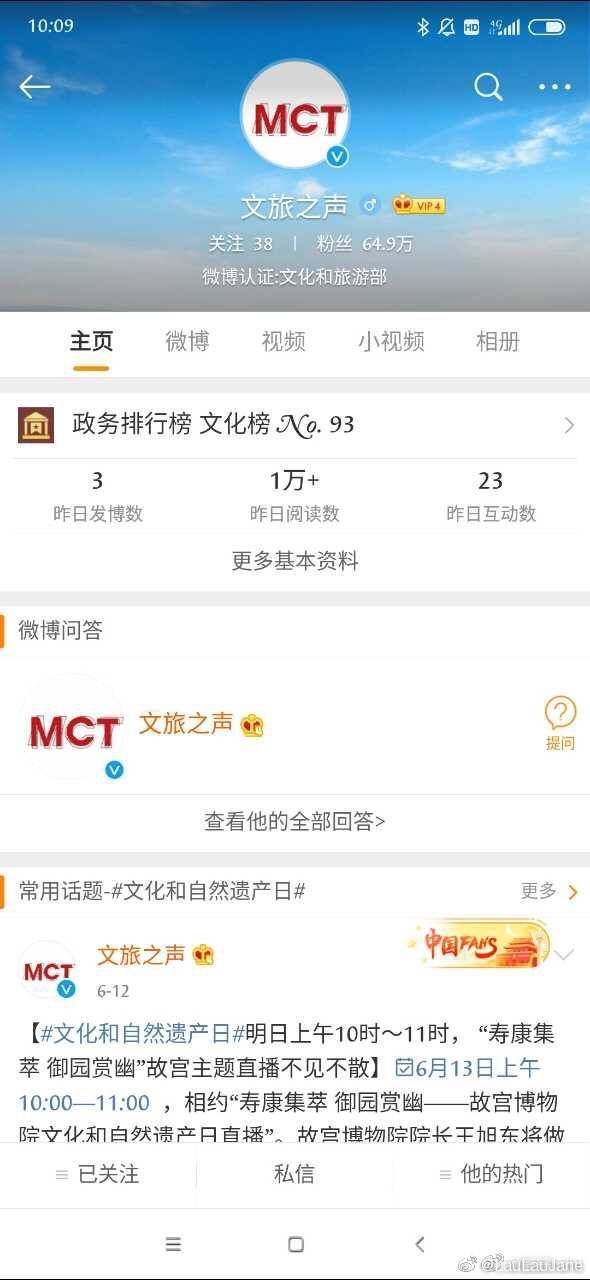 10:09
HD 4G
MCT
文旅之声 VIP 4
关注 38 | 粉丝 64.9万
微博认证:文化和旅游部
主页 微博 视频 小视频 相册
政务排行榜 文化榜 No. 93
3 1万+ 23
昨日发博数 昨日阅读数 昨日互动数
更多基本资料
微博问答
MCT 文旅之声
提问
查看他的全部回答>
常用话题-#文化和自然遗产日# 更多
中国FANS
MCT 文旅之声
6-12
【#文化和自然遗产日#明日上午10时～11时， “寿康集
萃 御园赏幽”故宫主题直播不见不散】6月13日上午
10:00—11:00 ，相约“寿康集萃 御园赏幽——故宫博物
院文化和自然遗产日直播”。故宫博物院院长王旭东将做
已关注 私信 他的热门
@LauLauJane